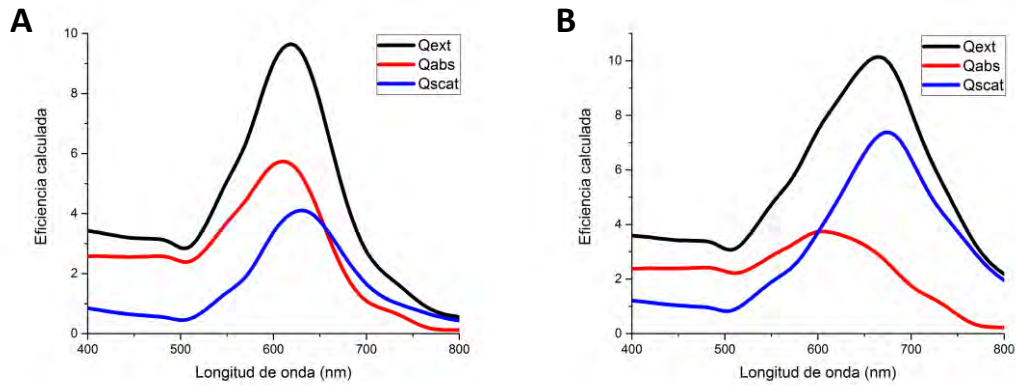 A
Eficiencia calculada
10
8
6
4
2
0
400
500
600
700
800
Longitud de onda (nm)
Qext
Qabs
Qscat
B
Eficiencia calculada
10
8
6
4
2
0
400
500
600
700
800
Longitud de onda (nm)
Qext
Qabs
Qscat